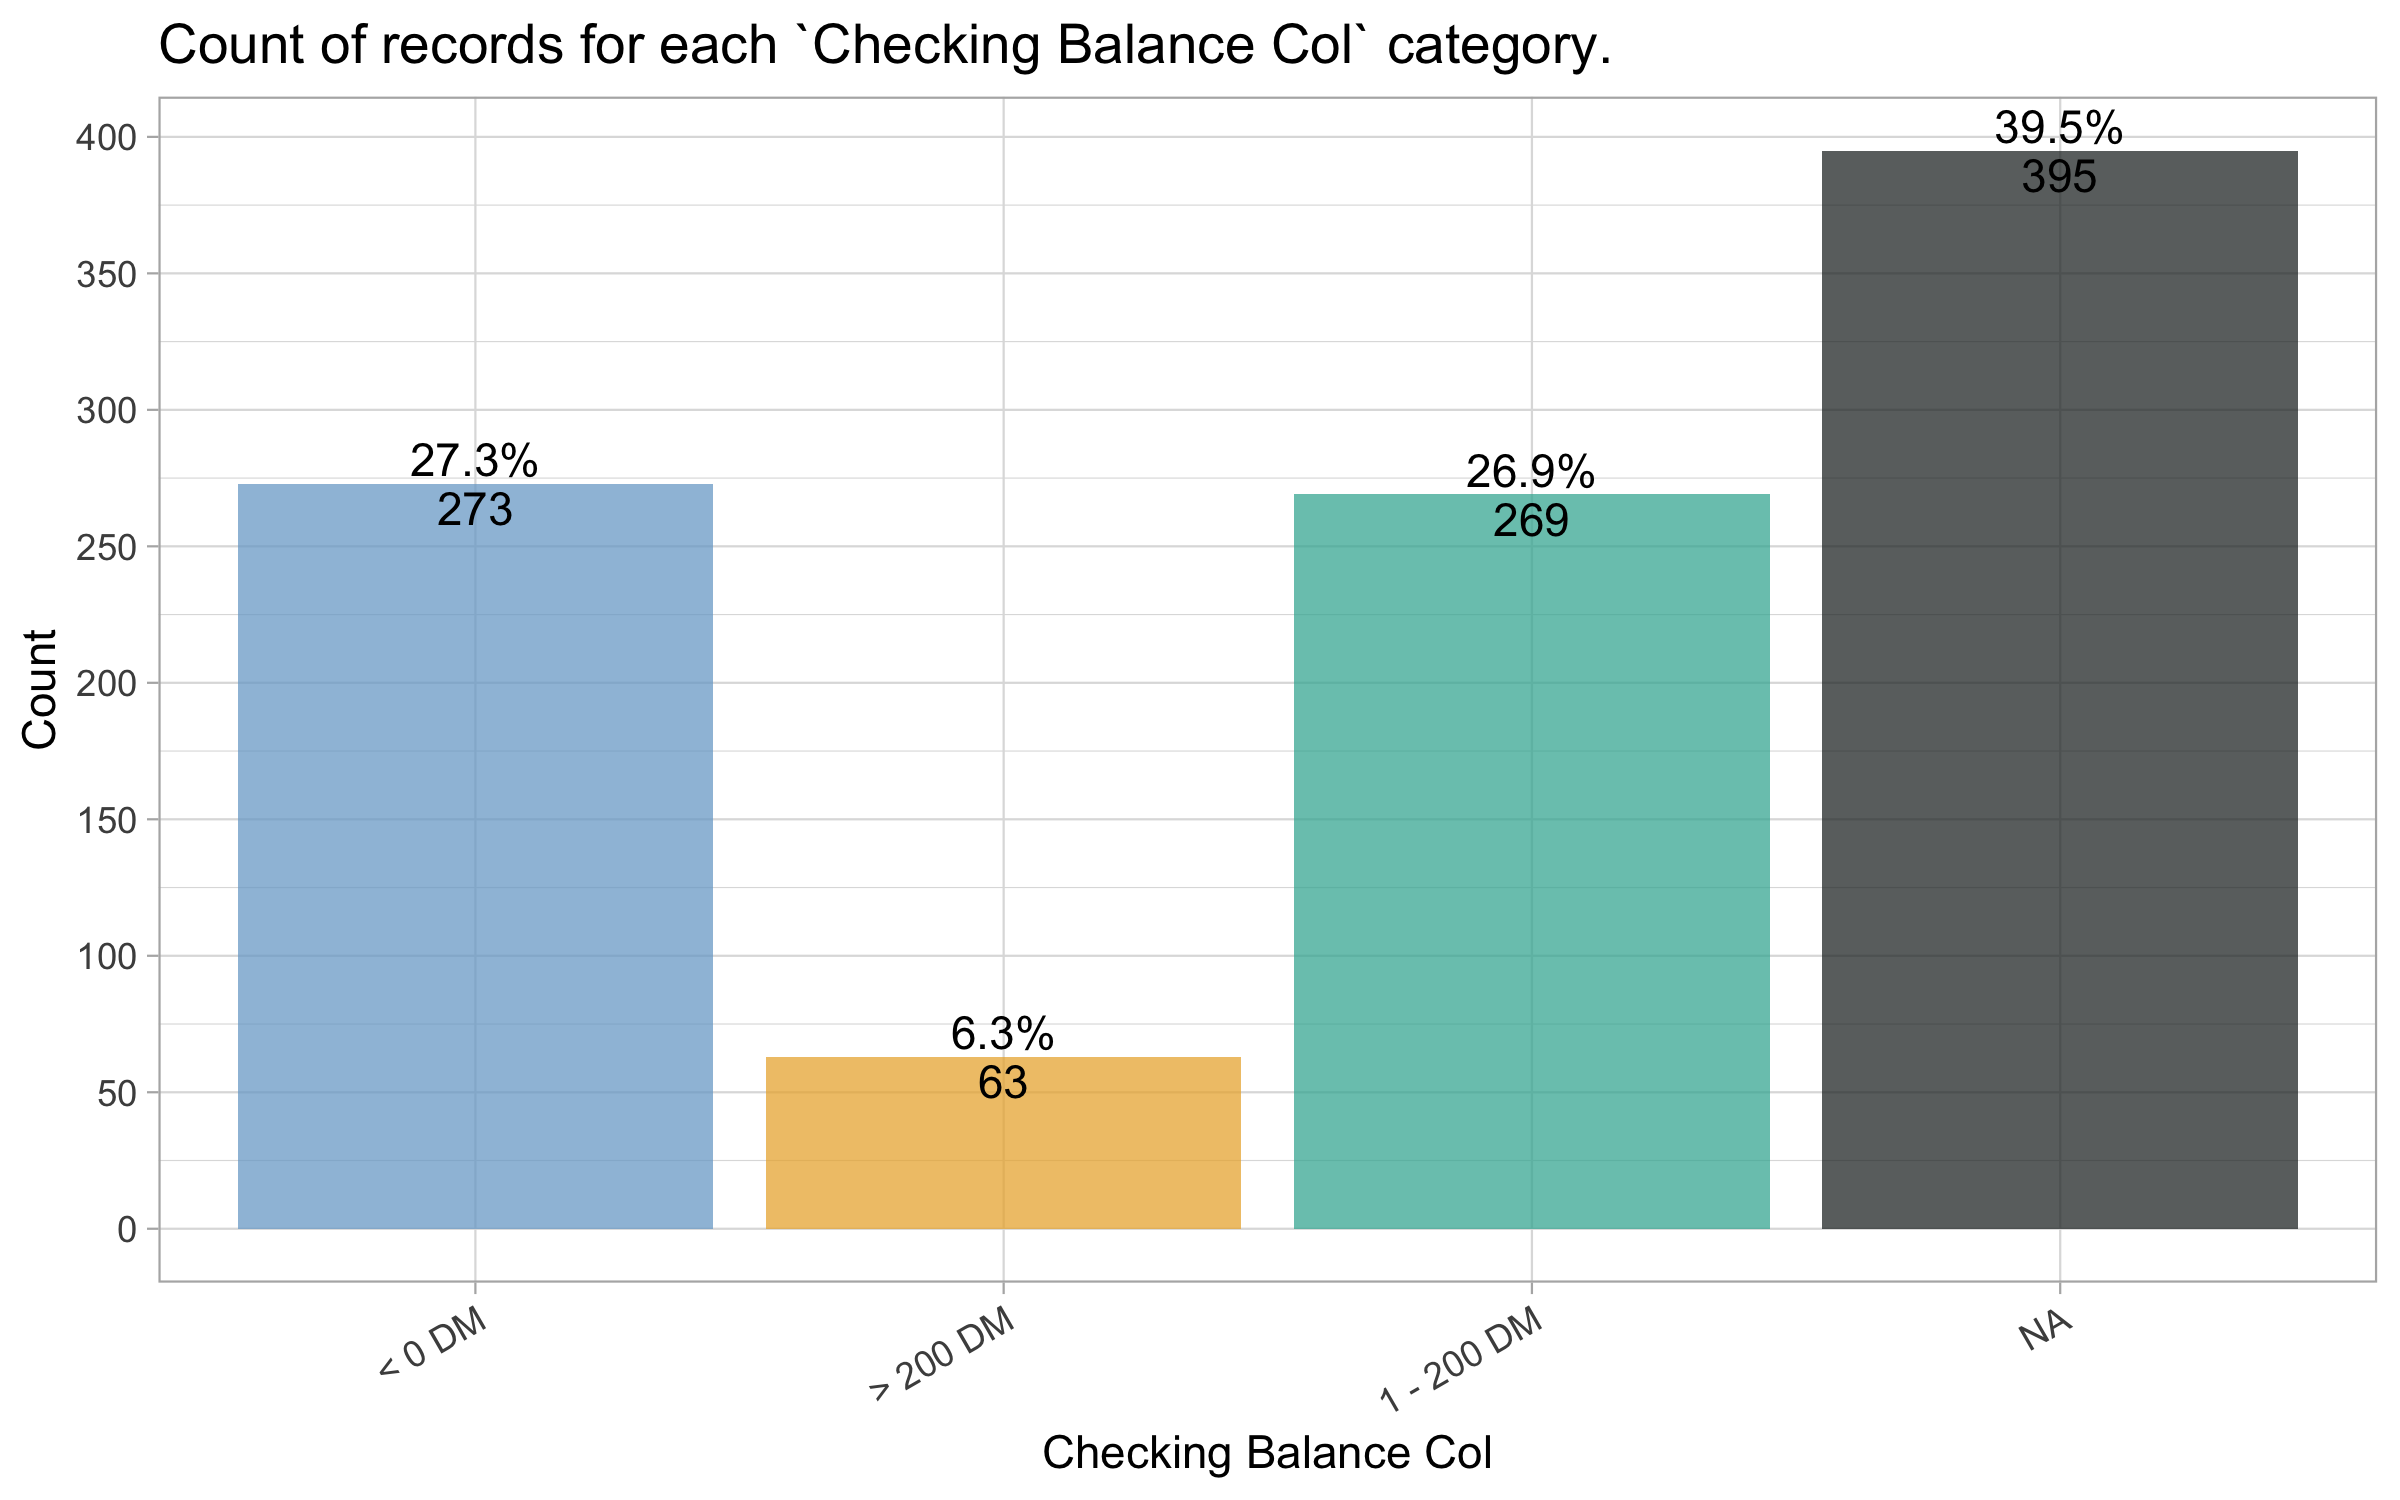 Count of records for each `Checking Balance Col` category.
400
350
300
250
200
150
100
50
0
Count
27.3%
273
6.3%
63
26.9%
269
39.5%
395
< 0 DM
> 200 DM
1 - 200 DM
NA
Checking Balance Col